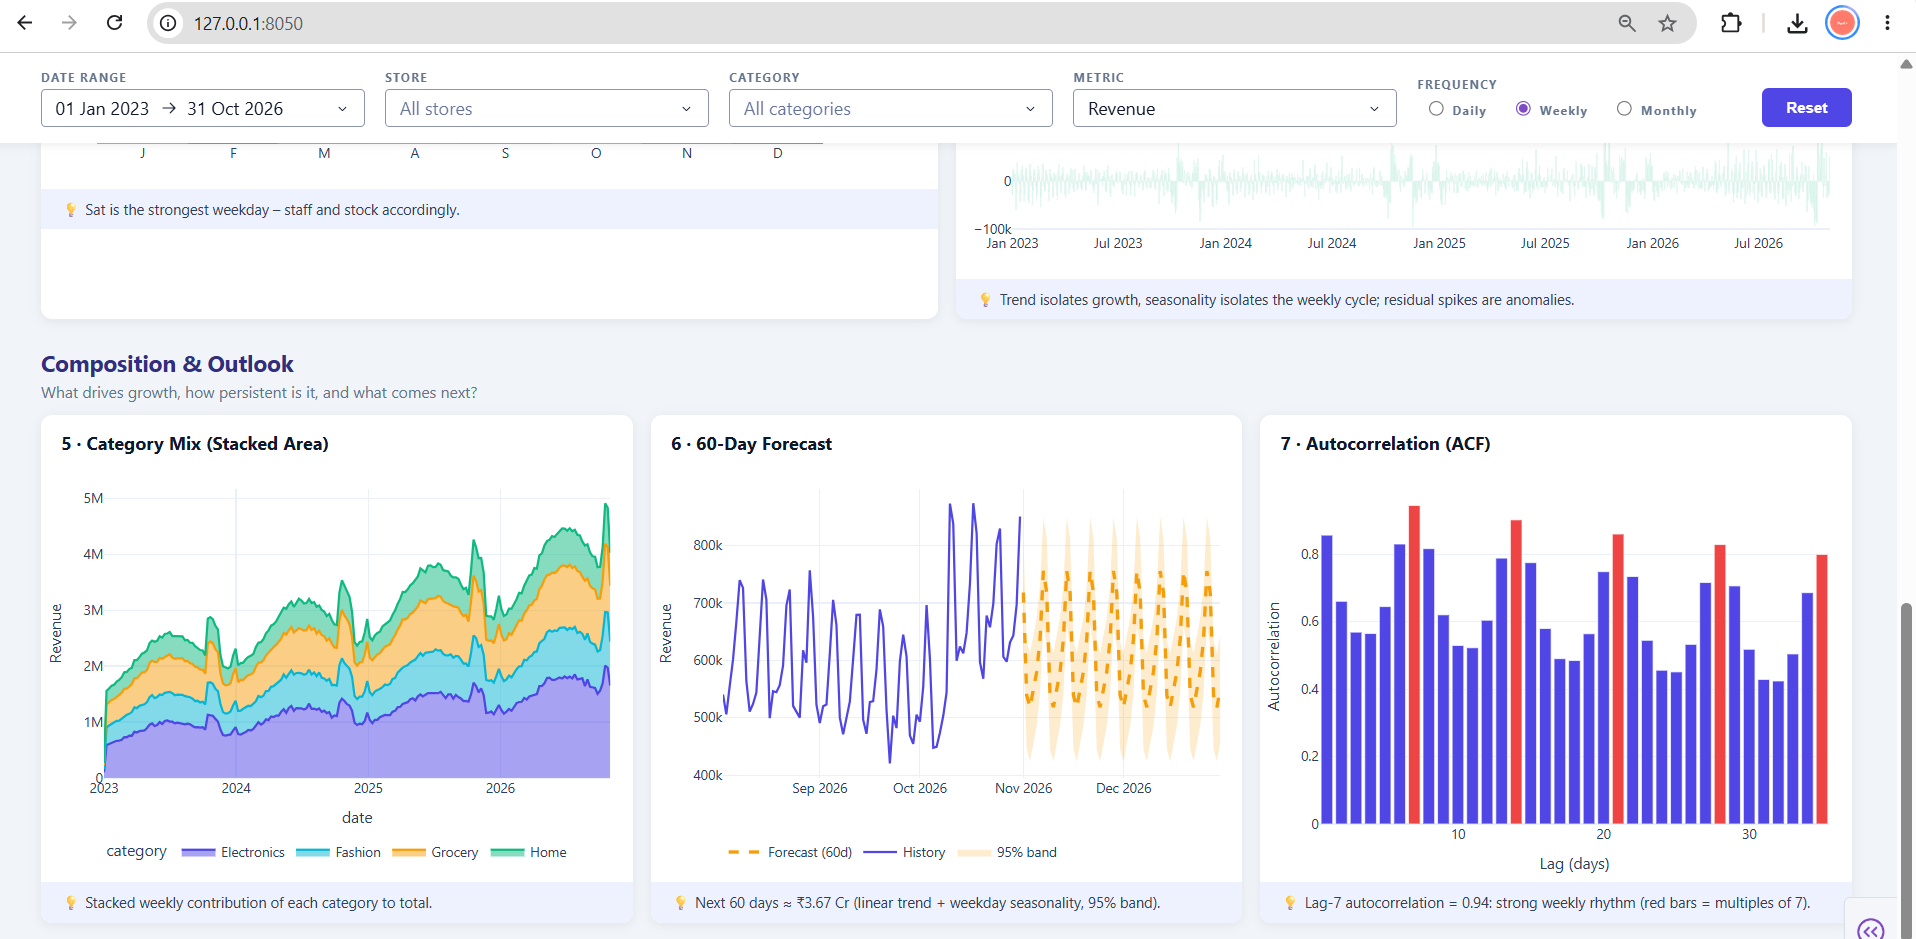 127.0.0.1:8050
DATE RANGE
STORE
CATEGORY
METRIC
FREQUENCY
01 Jan 2023 → 31 Oct 2026
All stores
All categories
Revenue
Daily
Weekly
Monthly
Reset
J F M A S O N D
💡 Sat is the strongest weekday – staff and stock accordingly.
0
−100k
Jan 2023 Jul 2023 Jan 2024 Jul 2024 Jan 2025 Jul 2025 Jan 2026 Jul 2026
💡 Trend isolates growth, seasonality isolates the weekly cycle; residual spikes are anomalies.
Composition & Outlook
What drives growth, how persistent is it, and what comes next?
5 · Category Mix (Stacked Area)
5M
4M
3M
2M
1M
0
Revenue
2023 2024 2025 2026
date
category Electronics Fashion Grocery Home
💡 Stacked weekly contribution of each category to total.
6 · 60-Day Forecast
800k
700k
600k
500k
400k
Revenue
Sep 2026 Oct 2026 Nov 2026 Dec 2026
Forecast (60d) History 95% band
💡 Next 60 days ≈ ₹3.67 Cr (linear trend + weekday seasonality, 95% band).
7 · Autocorrelation (ACF)
0.8
0.6
0.4
0.2
0
Autocorrelation
10 20 30
Lag (days)
💡 Lag-7 autocorrelation = 0.94: strong weekly rhythm (red bars = multiples of 7).